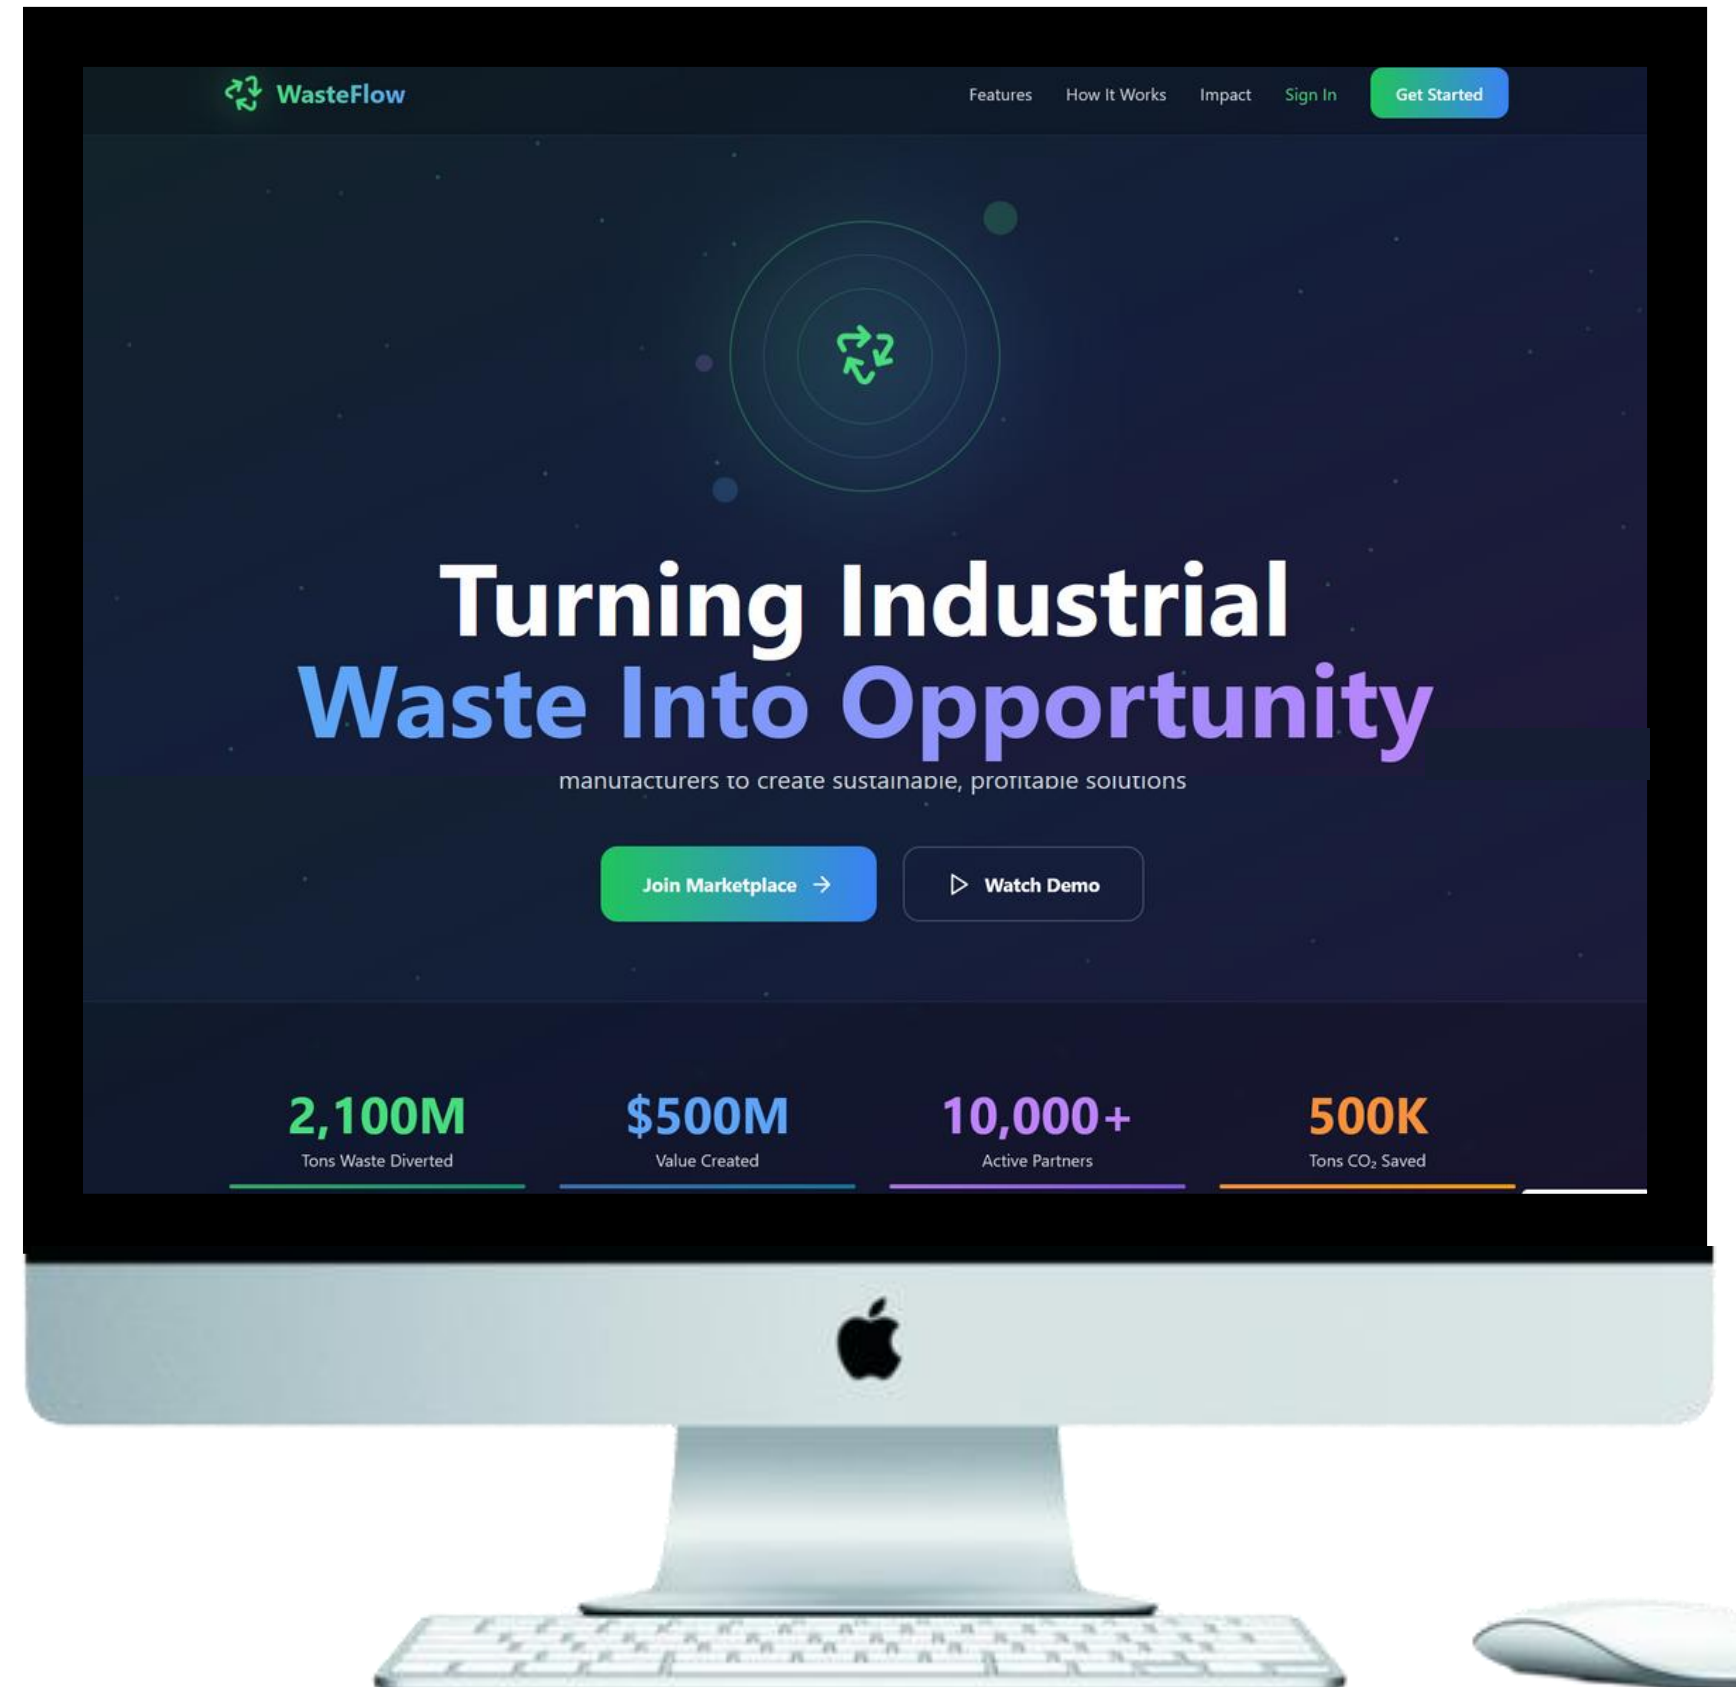 WasteFlow
Features How It Works Impact Sign In Get Started
Turning Industrial
Waste Into Opportunity
manufacturers to create sustainable, profitable solutions
Join Marketplace → Watch Demo
2,100M $500M 10,000+ 500K
Tons Waste Diverted Value Created Active Partners Tons CO₂ Saved